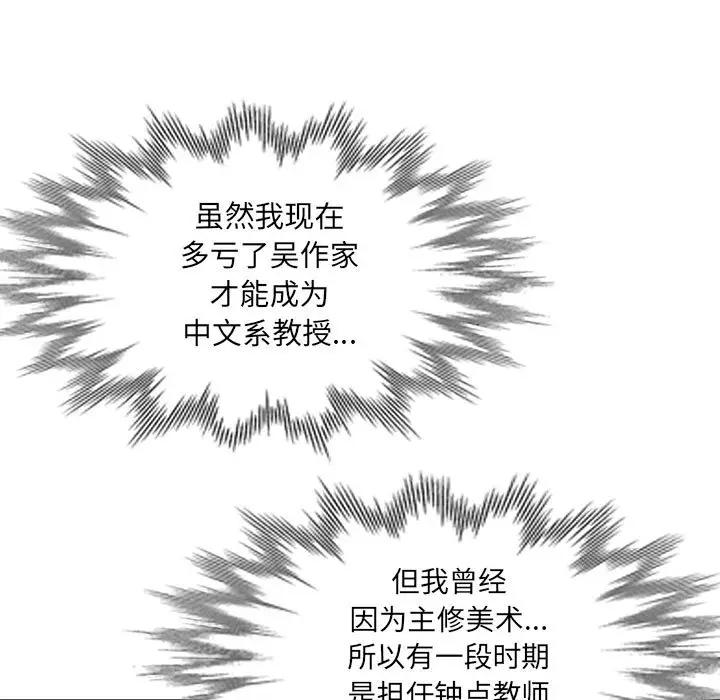 虽然我现在
多亏了吴作家
才能成为
中文系教授...
但我曾经
因为主修美术...
所以有一段时期
是担任钟点教师